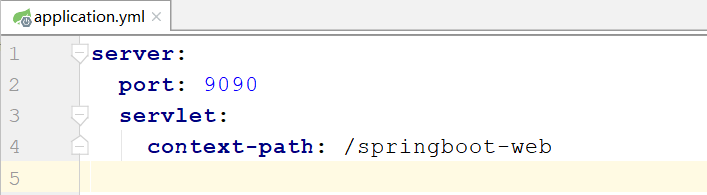 application.yml
1 server:
2   port: 9090
3   servlet:
4     context-path: /springboot-web
5